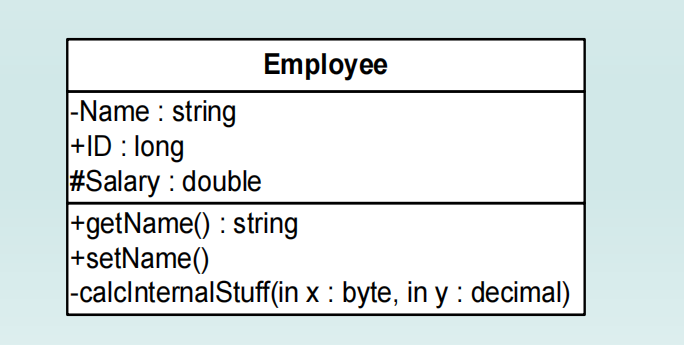 Employee
-Name : string
+ID : long
#Salary : double
+getName() : string
+setName()
-calcInternalStuff(in x : byte, in y : decimal)